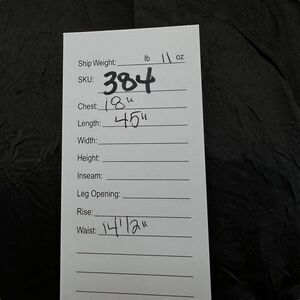 Ship Weight: lb 11 oz
SKU: 384
Chest: 18"
Length: 45"
Width:
Height:
Inseam:
Leg Opening:
Rise:
Waist: 14 1/2"